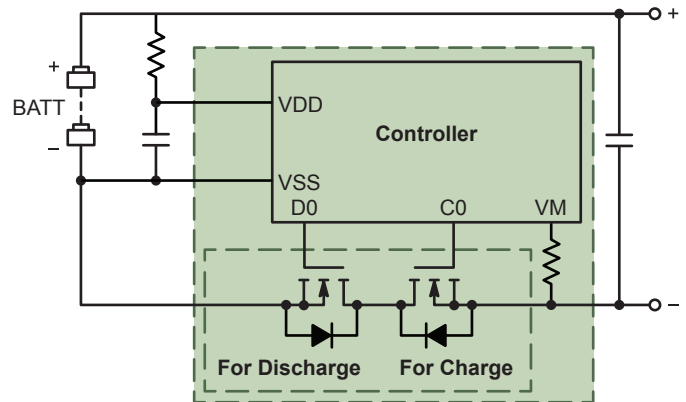 +
+
BATT
−
VDD
Controller
VSS
D0 C0 VM
−
For Discharge For Charge